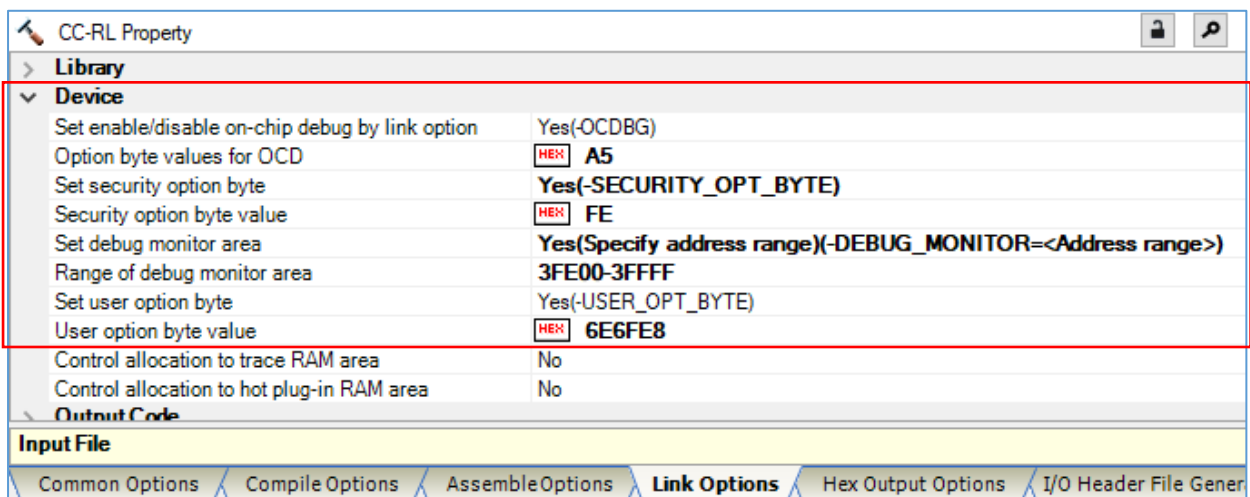 CC-RL Property
Library
Device
Set enable/disable on-chip debug by link option Yes(-OCDBG)
Option byte values for OCD HEX A5
Set security option byte Yes(-SECURITY_OPT_BYTE)
Security option byte value HEX FE
Set debug monitor area Yes(Specify address range)(-DEBUG_MONITOR=<Address range>)
Range of debug monitor area 3FE00-3FFFF
Set user option byte Yes(-USER_OPT_BYTE)
User option byte value HEX 6E6FE8
Control allocation to trace RAM area No
Control allocation to hot plug-in RAM area No
Output Code
Input File
Common Options Compile Options Assemble Options Link Options Hex Output Options I/O Header File Gener